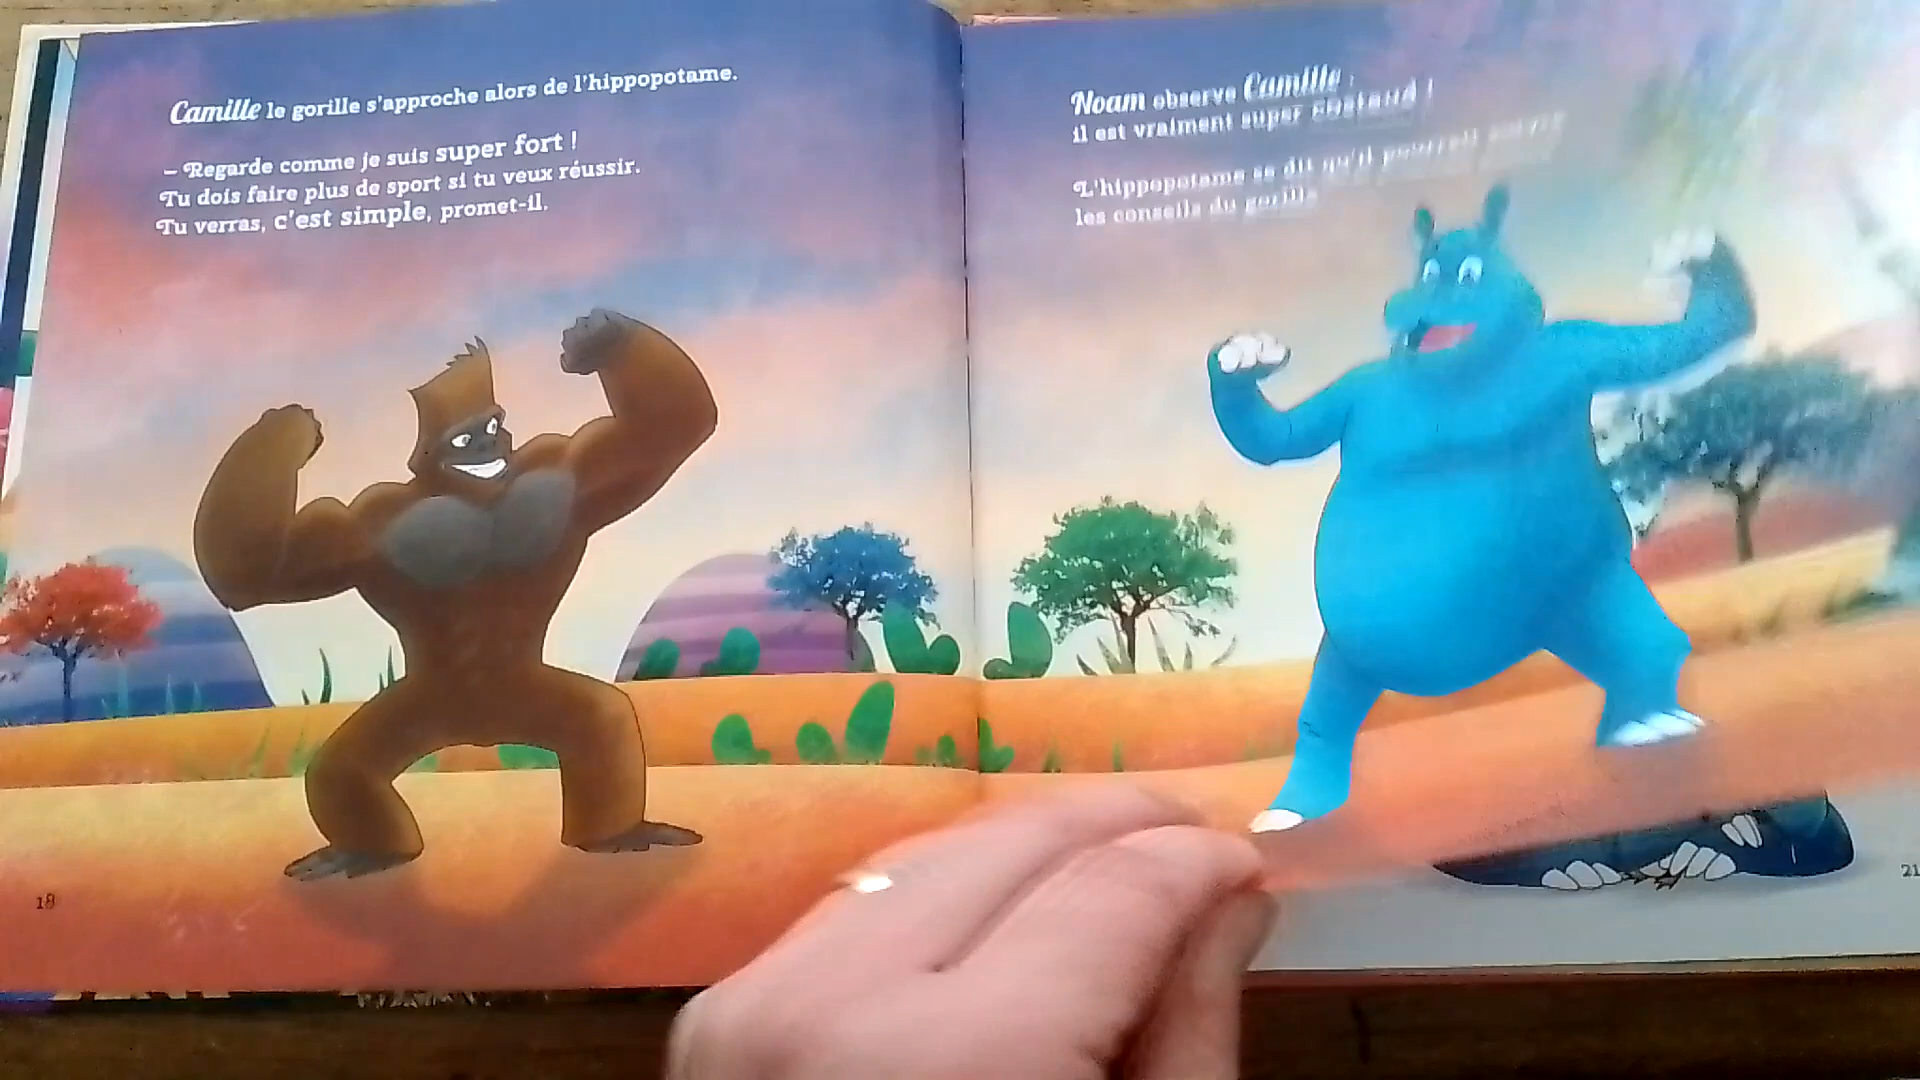 Camille le gorille s'approche alors de l'hippopotame.
– Regarde comme je suis super fort !
Tu dois faire plus de sport si tu veux réussir.
Tu verras, c'est simple, promet-il.
18
Noam observe Camille :
il est vraiment super costaud !
L'hippopotame se dit qu'il pourrait suivre
les conseils du gorille
21